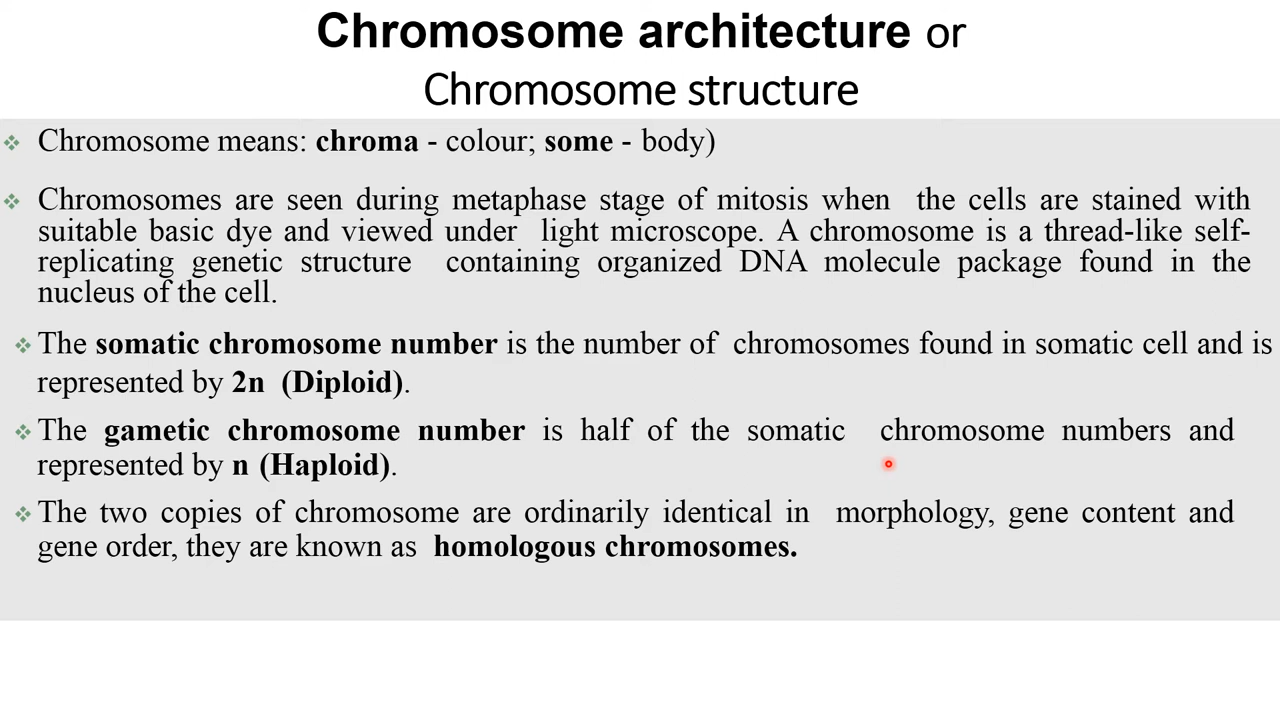 Chromosome architecture or
Chromosome structure
❖ Chromosome means: chroma - colour; some - body)
❖ Chromosomes are seen during metaphase stage of mitosis when the cells are stained with
suitable basic dye and viewed under light microscope. A chromosome is a thread-like self-
replicating genetic structure containing organized DNA molecule package found in the
nucleus of the cell.
❖ The somatic chromosome number is the number of chromosomes found in somatic cell and is
represented by 2n (Diploid).
❖ The gametic chromosome number is half of the somatic chromosome numbers and
represented by n (Haploid).
❖ The two copies of chromosome are ordinarily identical in morphology, gene content and
gene order, they are known as homologous chromosomes.